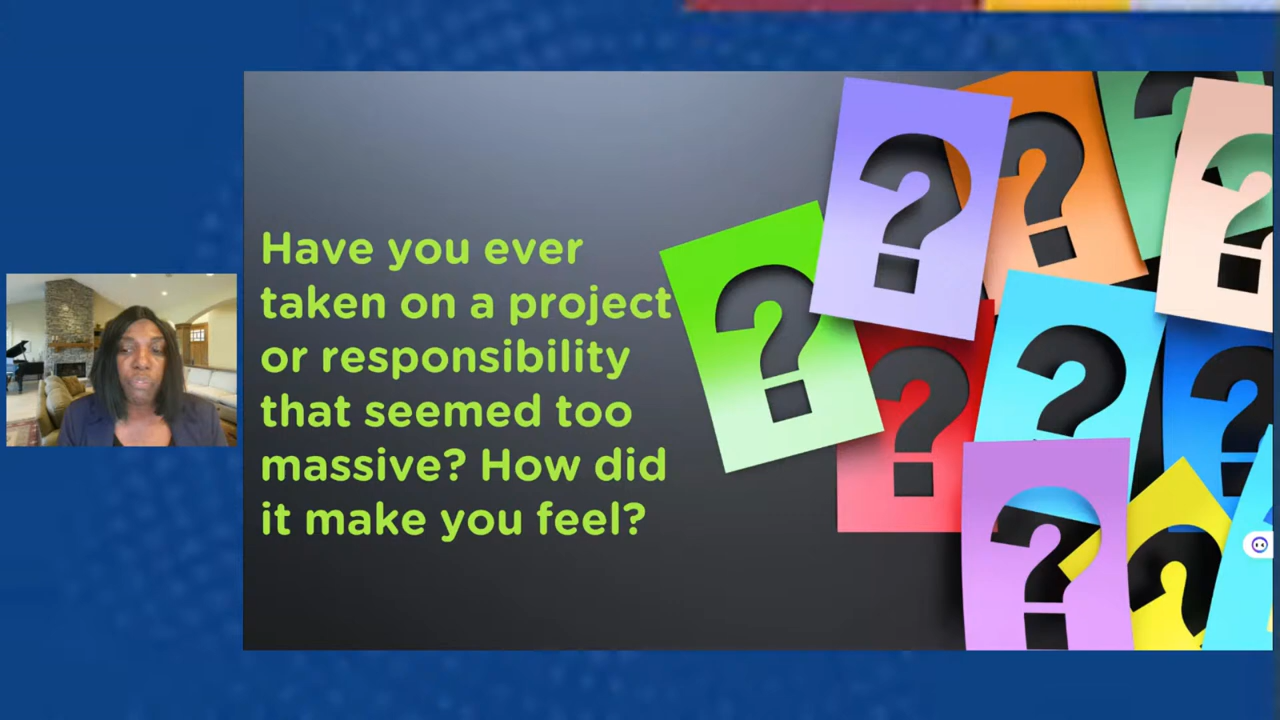 Have you ever
taken on a project
or responsibility
that seemed too
massive? How did
it make you feel?
?
?
?
?
?
?
?
?
?
?